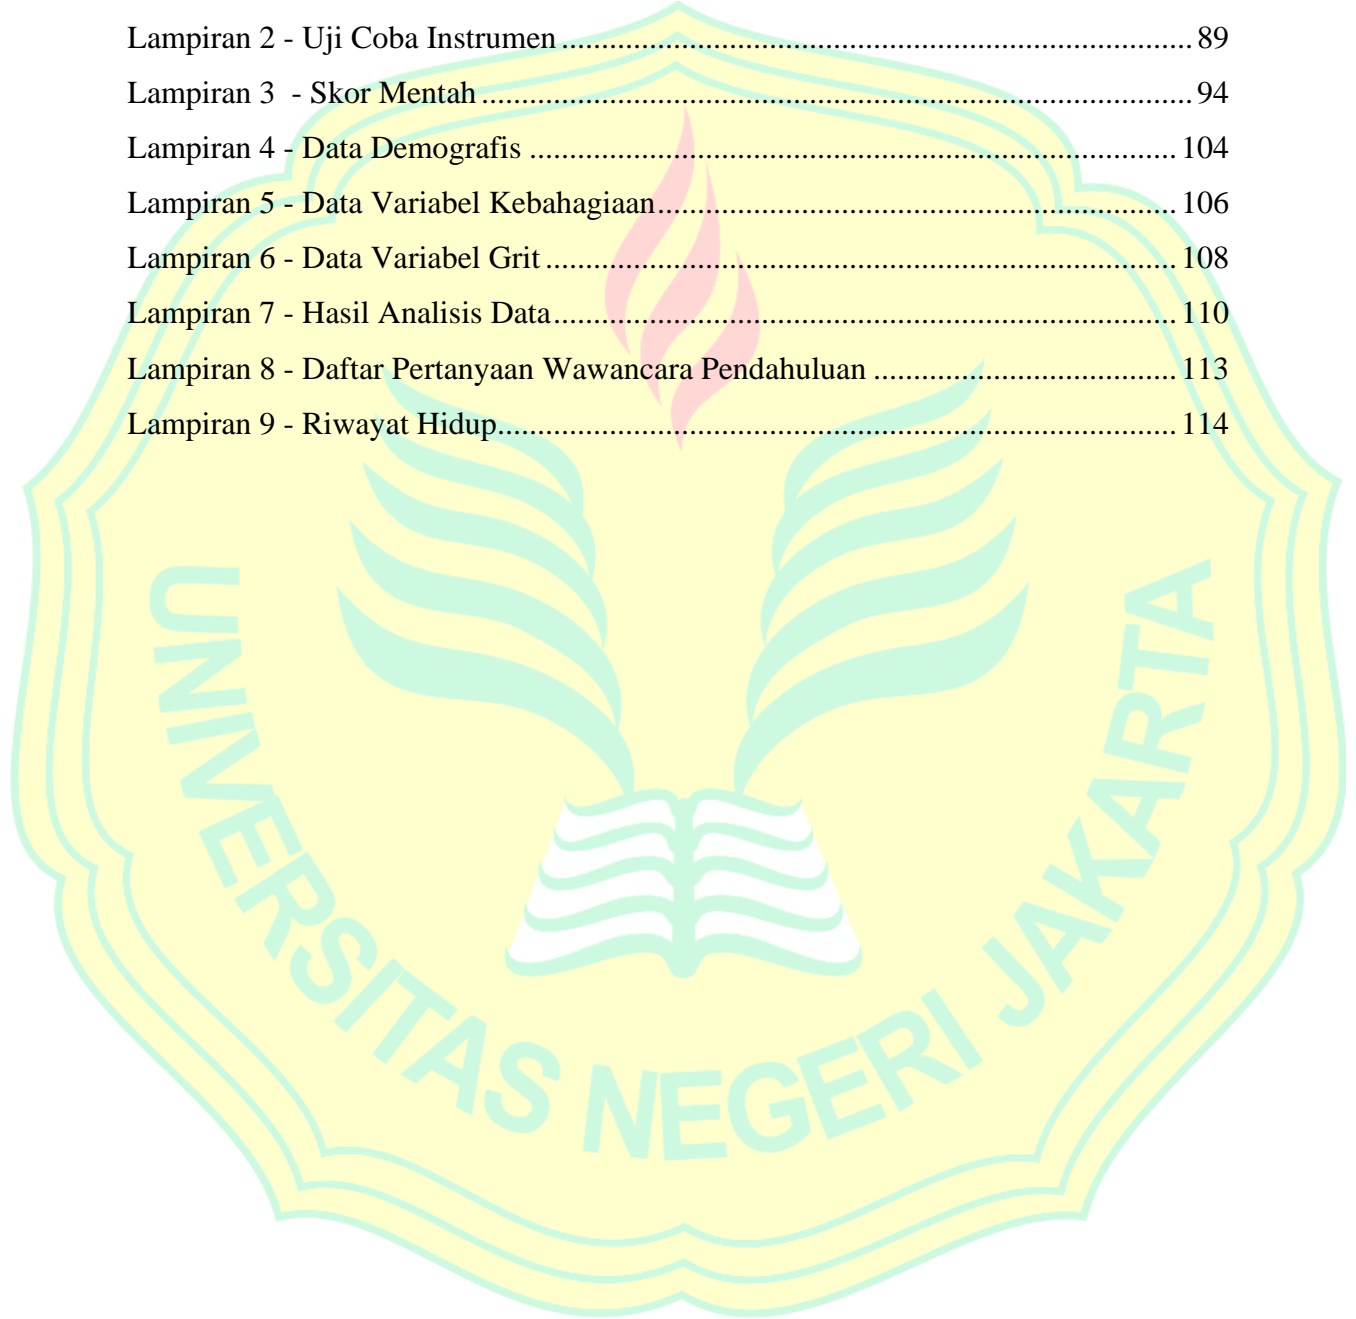 Lampiran 2 - Uji Coba Instrumen ............................................................................... 89
Lampiran 3  - Skor Mentah ......................................................................................... 94
Lampiran 4 - Data Demografis ................................................................................. 104
Lampiran 5 - Data Variabel Kebahagiaan................................................................. 106
Lampiran 6 - Data Variabel Grit ............................................................................... 108
Lampiran 7 - Hasil Analisis Data.............................................................................. 110
Lampiran 8 - Daftar Pertanyaan Wawancara Pendahuluan ...................................... 113
Lampiran 9 - Riwayat Hidup..................................................................................... 114
UNIVERSITAS NEGERI JAKARTA